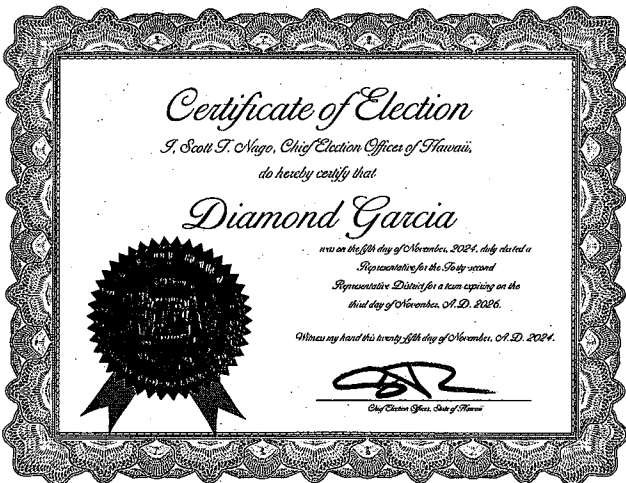 Certificate of Election
I, Scott T. Nago, Chief Election Officer of Hawaii,
do hereby certify that
Diamond Garcia
was on the fifth day of November, 2024, duly elected a
Representative for the Forty-second
Representative District for a term expiring on the
third day of November, A.D. 2026.
Witness my hand this twenty-fifth day of November, A.D. 2024.
Chief Election Officer, State of Hawaii